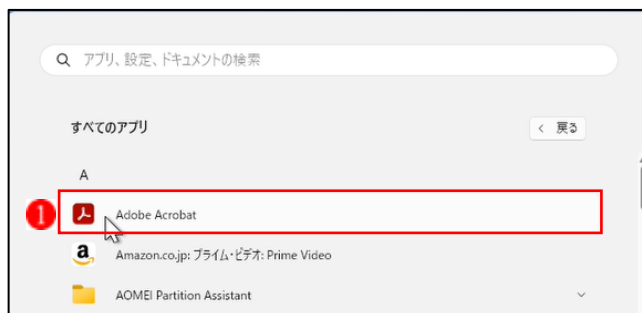 アプリ、設定、ドキュメントの検索
すべてのアプリ
< 戻る
A
1
Adobe Acrobat
Amazon.co.jp: プライム・ビデオ: Prime Video
AOMEI Partition Assistant